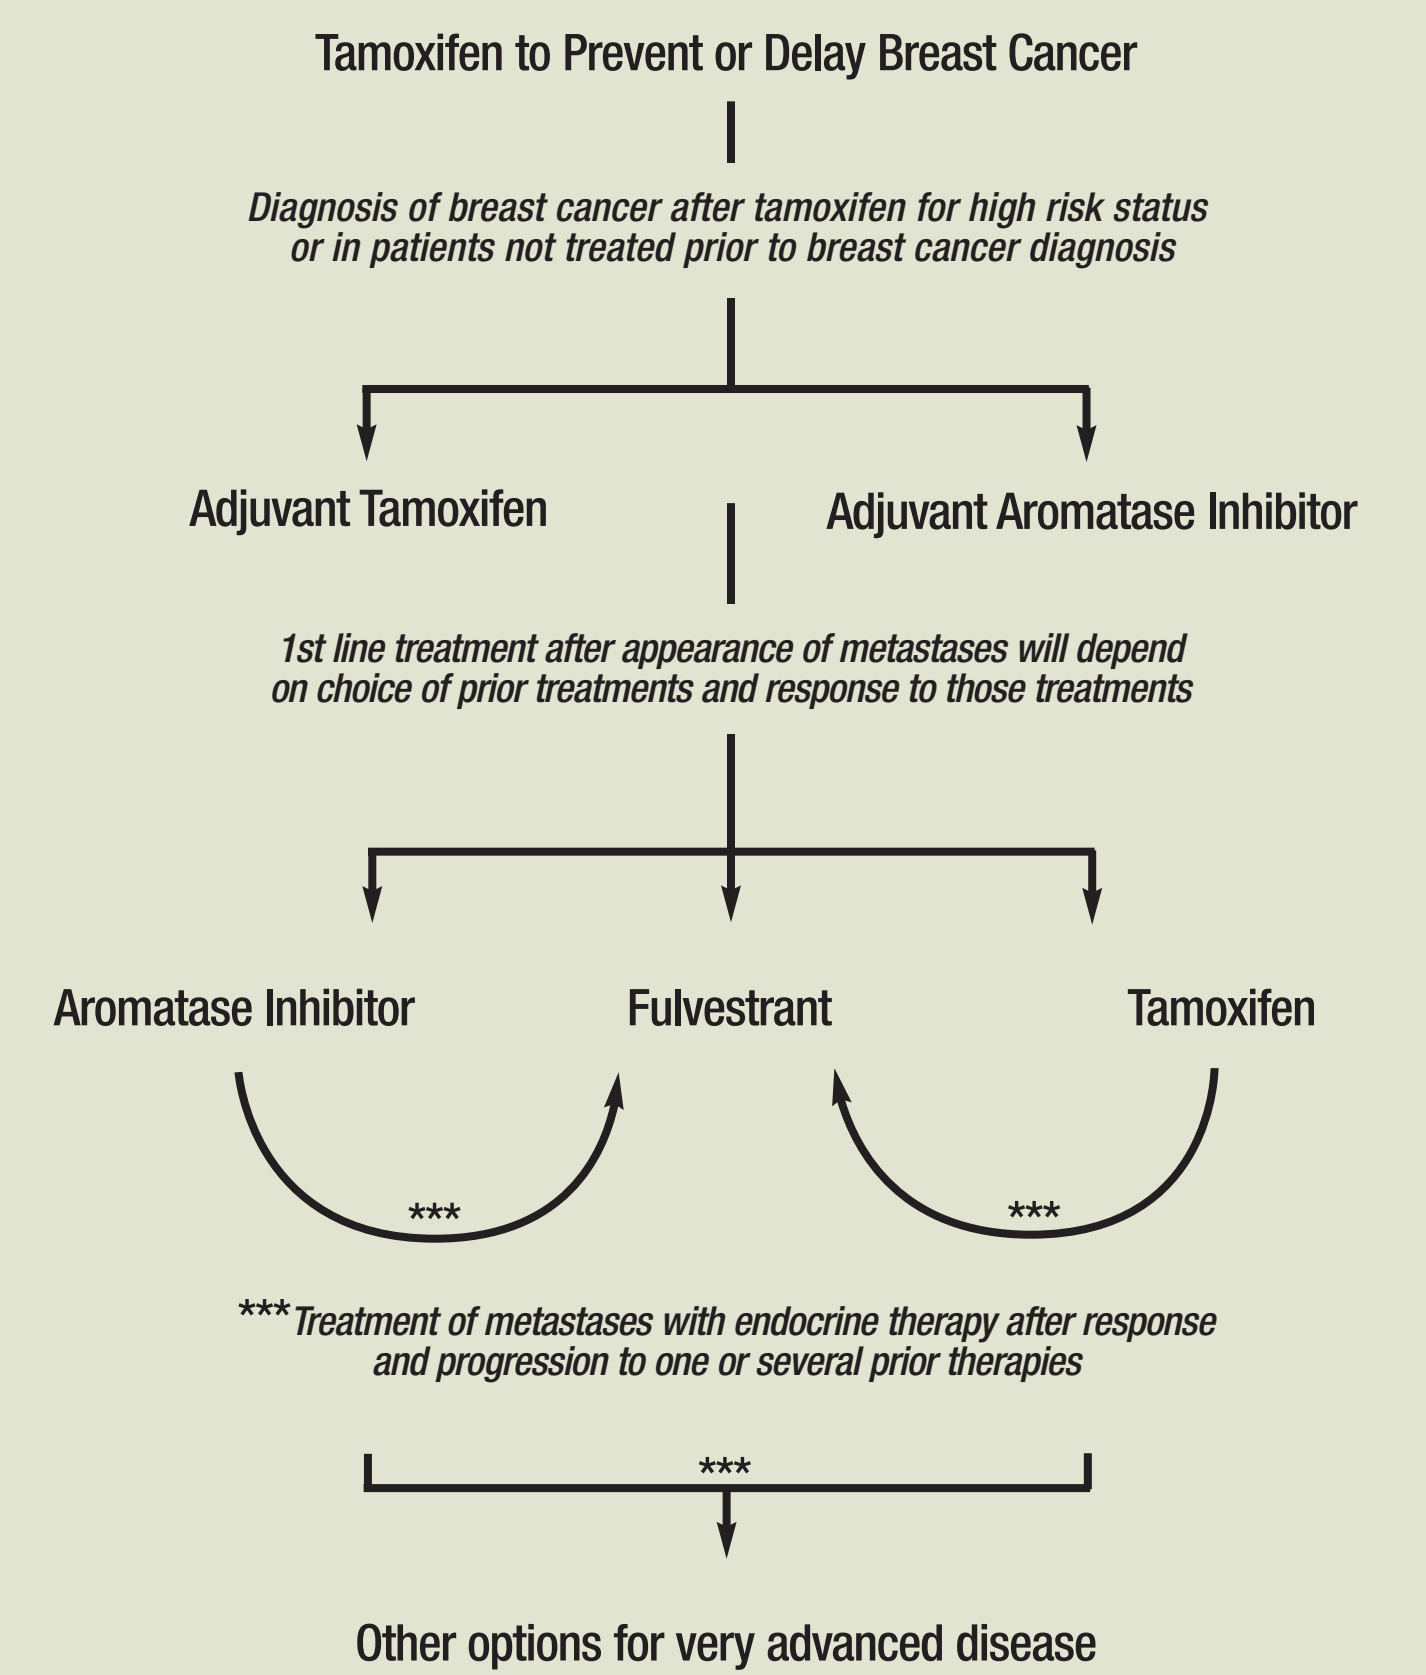 Tamoxifen to Prevent or Delay Breast Cancer
Diagnosis of breast cancer after tamoxifen for high risk status
or in patients not treated prior to breast cancer diagnosis
Adjuvant Tamoxifen
Adjuvant Aromatase Inhibitor
1st line treatment after appearance of metastases will depend
on choice of prior treatments and response to those treatments
Aromatase Inhibitor
Fulvestrant
Tamoxifen
***
***
***Treatment of metastases with endocrine therapy after response
and progression to one or several prior therapies
***
Other options for very advanced disease